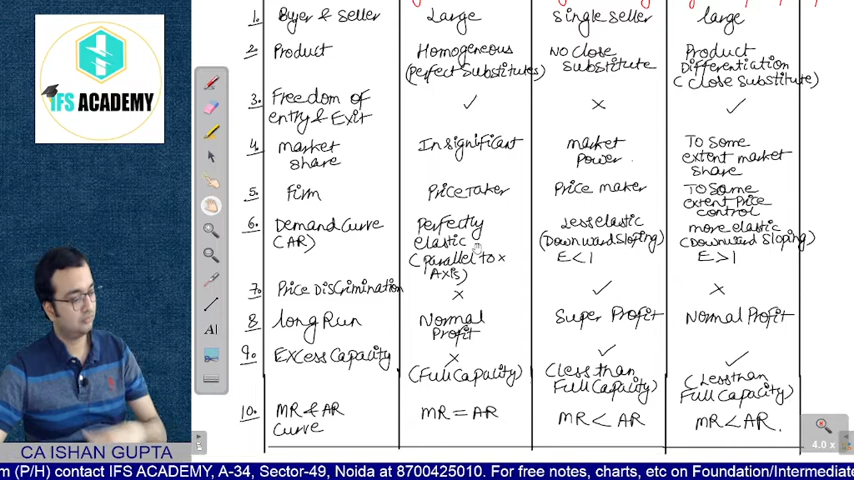 1. Byer & Seller Large Single seller large
2. Product Homogeneous (Perfect Substitutes) No Close Substitute Product Differentiation (Close Substitute)
3. Freedom of entry & Exit ✓ × ✓
4. market share Insignificant market Power. To Some extent market share
5. Firm Price taker Price maker To Some extent Price control
6. Demand Curve (AR) Perfectly elastic (Parallel to x Axis) Less elastic (Downward Sloping) E<1 more elastic (Downward Sloping) E>1
7. Price Discrimination × ✓ ×
8 long Run Normal Profit Super Profit Normal Profit
9. Excess Capacity × (Full Capacity) ✓ (less than Full Capacity) ✓ (Less than Full Capacity)
10. MR & AR Curve MR = AR MR < AR MR < AR.
IFS ACADEMY
4.0 x
CA ISHAN GUPTA
m (P/H) contact IFS ACADEMY, A-34, Sector-49, Noida at 8700425010. For free notes, charts, etc on Foundation/Intermediate